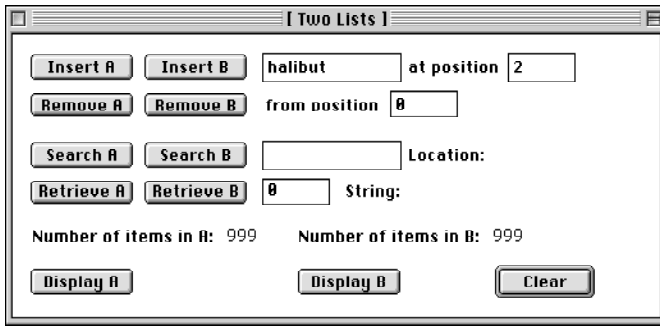 [ Two Lists ]
Insert A Insert B halibut at position 2
Remove A Remove B from position 0
Search A Search B Location:
Retrieve A Retrieve B 0 String:
Number of items in A: 999 Number of items in B: 999
Display A Display B Clear